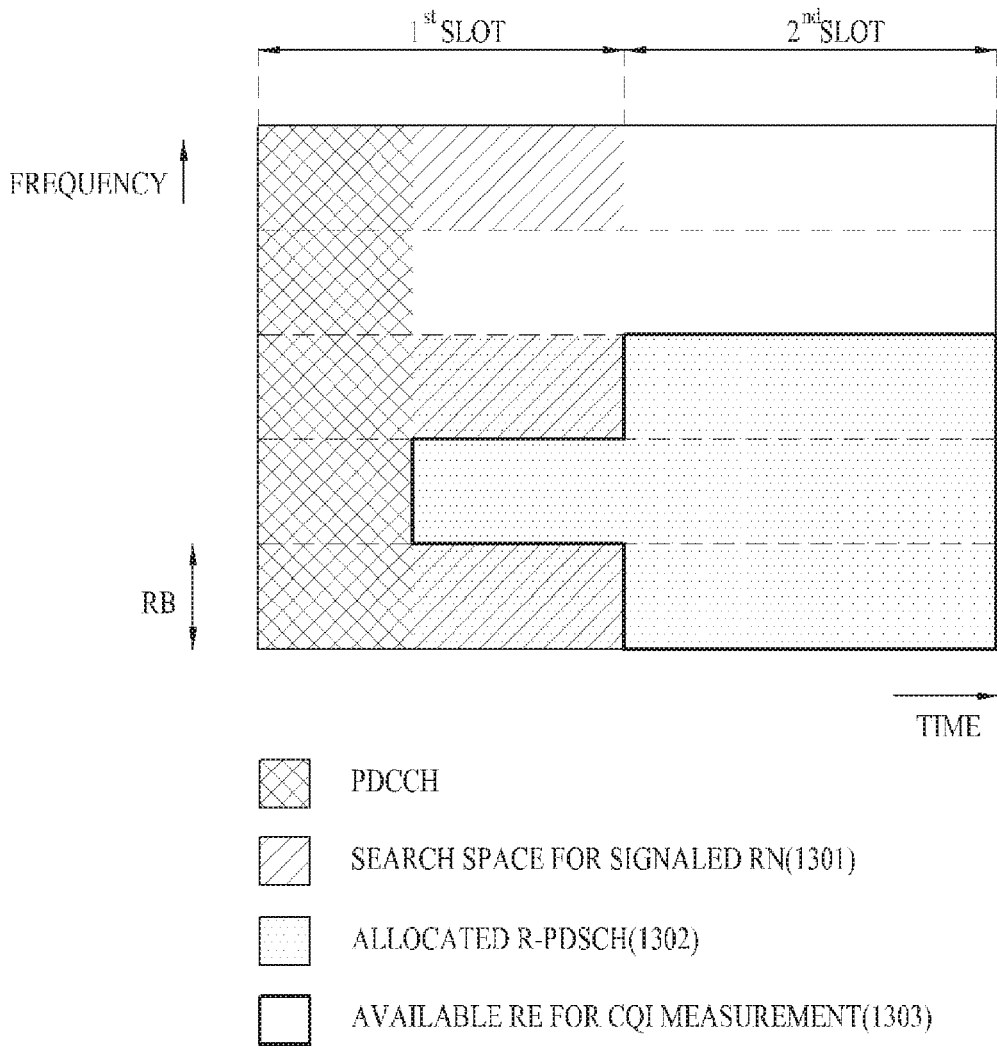 1st SLOT
2nd SLOT
FREQUENCY
RB
TIME
PDCCH
SEARCH SPACE FOR SIGNALED RN(1301)
ALLOCATED R-PDSCH(1302)
AVAILABLE RE FOR CQI MEASUREMENT(1303)